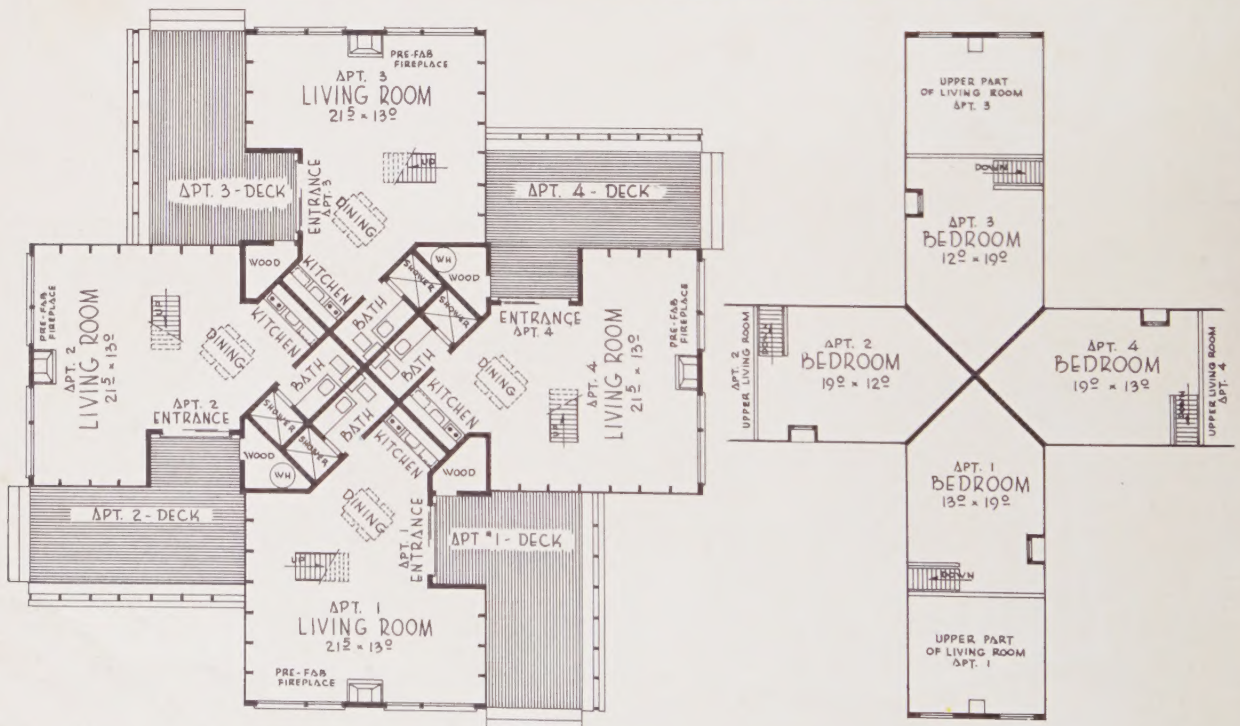 PRE-FAB
FIREPLACE
APT. 3
LIVING ROOM
21⁵ × 13⁰
UP
APT. 3 - DECK
ENTRANCE
APT. 3
DINING
APT. 4 - DECK
WOOD
KITCHEN
SHOWER
WH
WOOD
BATH
SHOWER
ENTRANCE
APT. 4
PRE-FAB
FIREPLACE
APT. 2
LIVING ROOM
21⁵ × 13⁰
UP
DINING
KITCHEN
BATH
BATH
DINING
UP
APT. 4
LIVING ROOM
21⁵ × 13⁰
PRE-FAB
FIREPLACE
APT. 2
ENTRANCE
SHOWER
SHOWER
BATH
KITCHEN
KITCHEN
WOOD
WH
WOOD
APT. 2 - DECK
DINING
APT. 1
ENTRANCE
APT #1 - DECK
UP
APT. 1
LIVING ROOM
21⁵ × 13⁰
PRE-FAB
FIREPLACE
UPPER PART
OF LIVING ROOM
APT. 3
DOWN
APT. 3
BEDROOM
12⁰ × 19⁰
APT. 2
UPPER LIVING ROOM
DOWN
APT. 2
BEDROOM
19⁰ × 12⁰
APT. 4
BEDROOM
19⁰ × 13⁰
DOWN
UPPER LIVING ROOM
APT. 4
APT. 1
BEDROOM
13⁰ × 19⁰
DOWN
UPPER PART
OF LIVING ROOM
APT. 1